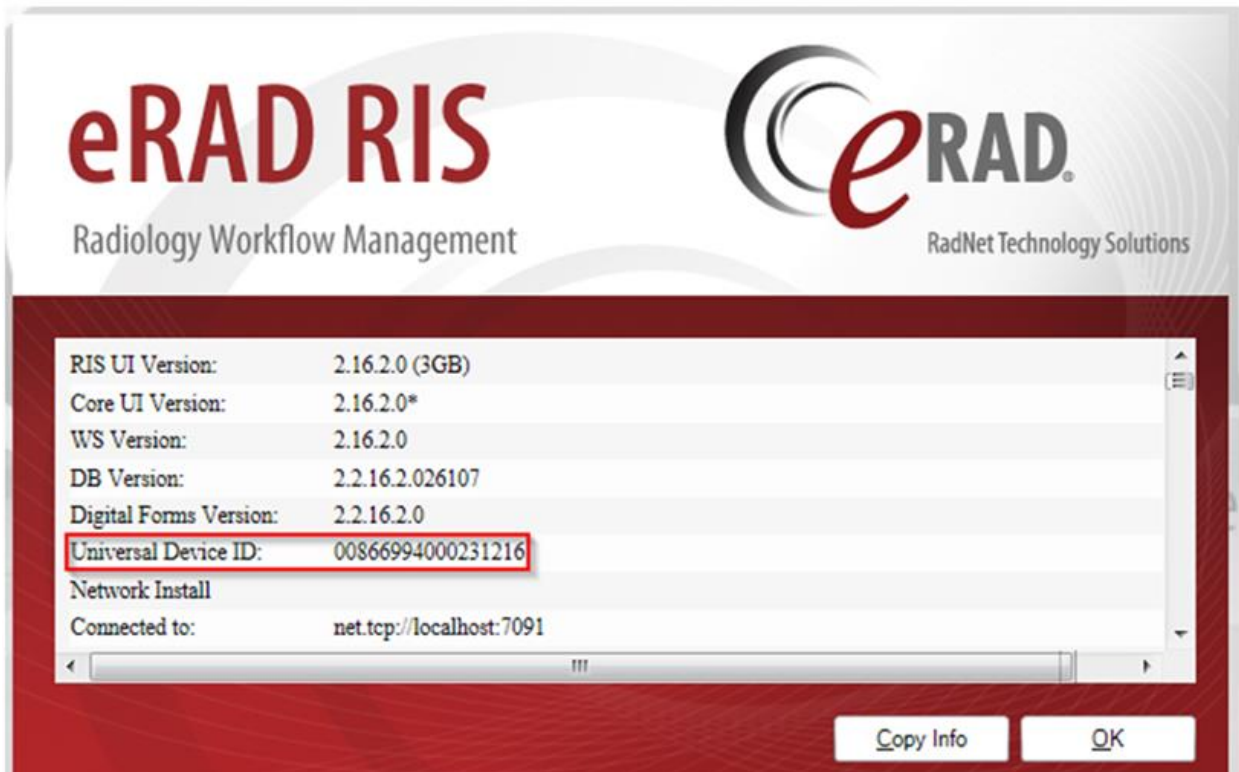 eRAD RIS
Radiology Workflow Management
eRAD®
RadNet Technology Solutions
RIS UI Version: 2.16.2.0 (3GB)
Core UI Version: 2.16.2.0*
WS Version: 2.16.2.0
DB Version: 2.2.16.2.026107
Digital Forms Version: 2.2.16.2.0
Universal Device ID: 00866994000231216
Network Install
Connected to: net.tcp://localhost:7091
Copy Info
OK